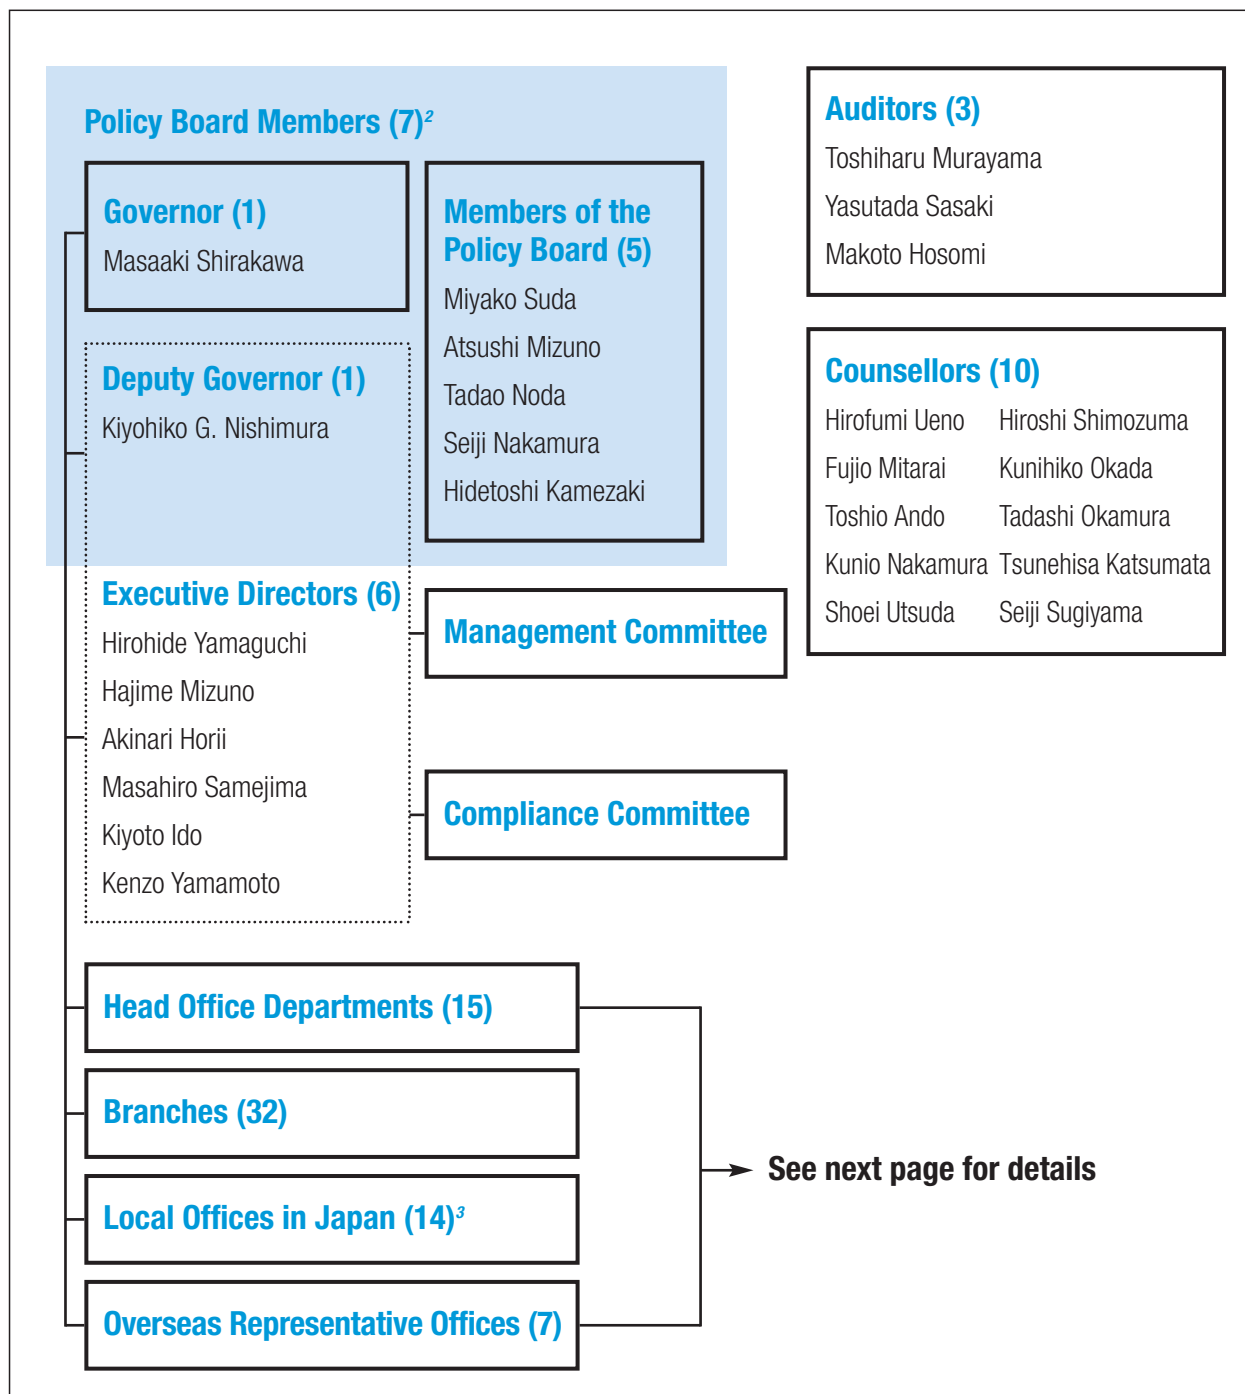 Policy Board Members (7)2
Governor (1)
Masaaki Shirakawa
Members of the
Policy Board (5)
Miyako Suda
Atsushi Mizuno
Tadao Noda
Seiji Nakamura
Hidetoshi Kamezaki
Deputy Governor (1)
Kiyohiko G. Nishimura
Executive Directors (6)
Hirohide Yamaguchi
Hajime Mizuno
Akinari Horii
Masahiro Samejima
Kiyoto Ido
Kenzo Yamamoto
Management Committee
Compliance Committee
Auditors (3)
Toshiharu Murayama
Yasutada Sasaki
Makoto Hosomi
Counsellors (10)
Hirofumi Ueno Hiroshi Shimozuma
Fujio Mitarai Kunihiko Okada
Toshio Ando Tadashi Okamura
Kunio Nakamura Tsunehisa Katsumata
Shoei Utsuda Seiji Sugiyama
Head Office Departments (15)
Branches (32)
Local Offices in Japan (14)3
Overseas Representative Offices (7)
See next page for details